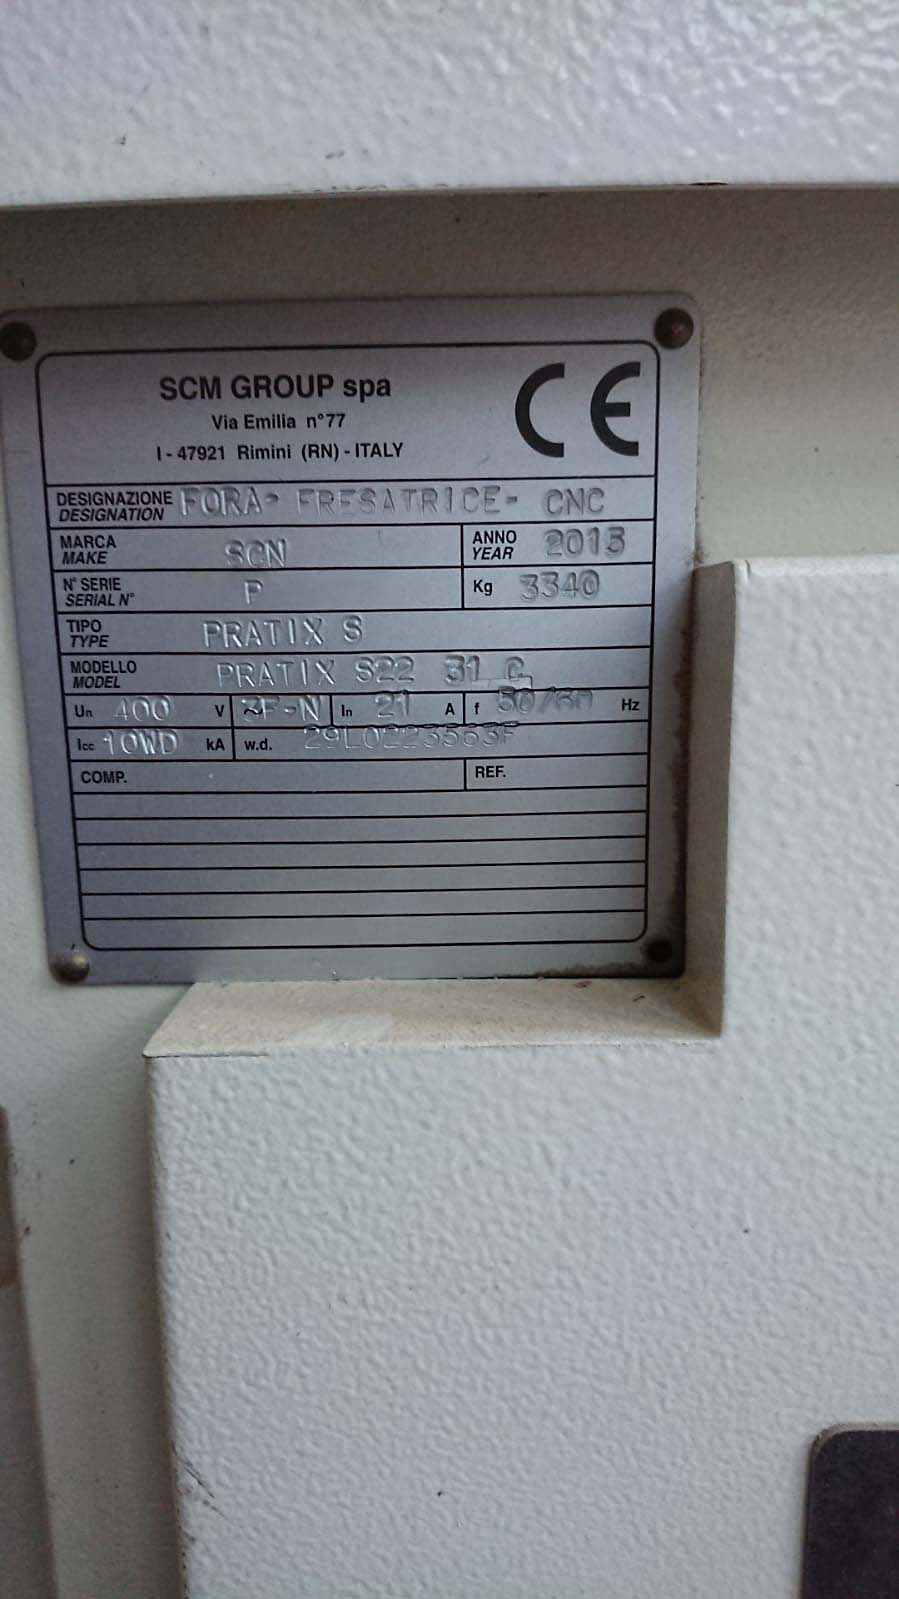 SCM GROUP spa
Via Emilia n°77
I - 47921 Rimini (RN) - ITALY
CE
DESIGNAZIONE FORA- FRESATRICE- CNC
DESIGNATION
MARCA SCM ANNO
MAKE YEAR
N° SERIE P Kg 3340
SERIAL N°
TIPO PRATIX S
TYPE
MODELLO PRATIX S22 31
MODEL
Un 400 V 3F-N In 21 A f 50/60 Hz
Icc 10WD kA w.d.
COMP. REF.